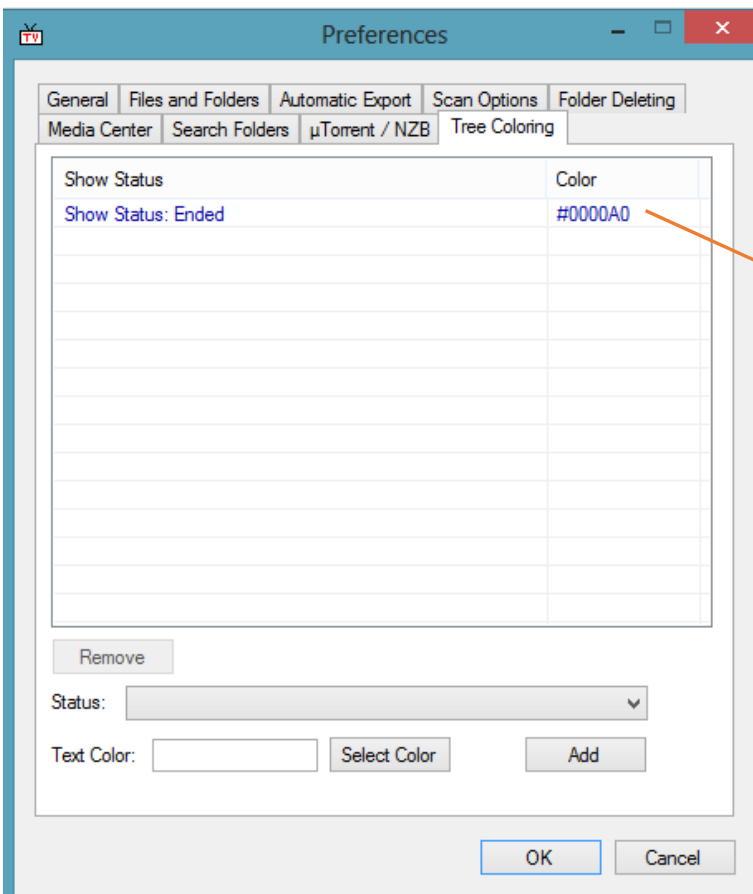 TV
Preferences
General Files and Folders Automatic Export Scan Options Folder Deleting
Media Center Search Folders µTorrent / NZB Tree Coloring
Show Status Color
Show Status: Ended #0000A0
Remove
Status:
Text Color: Select Color Add
OK Cancel